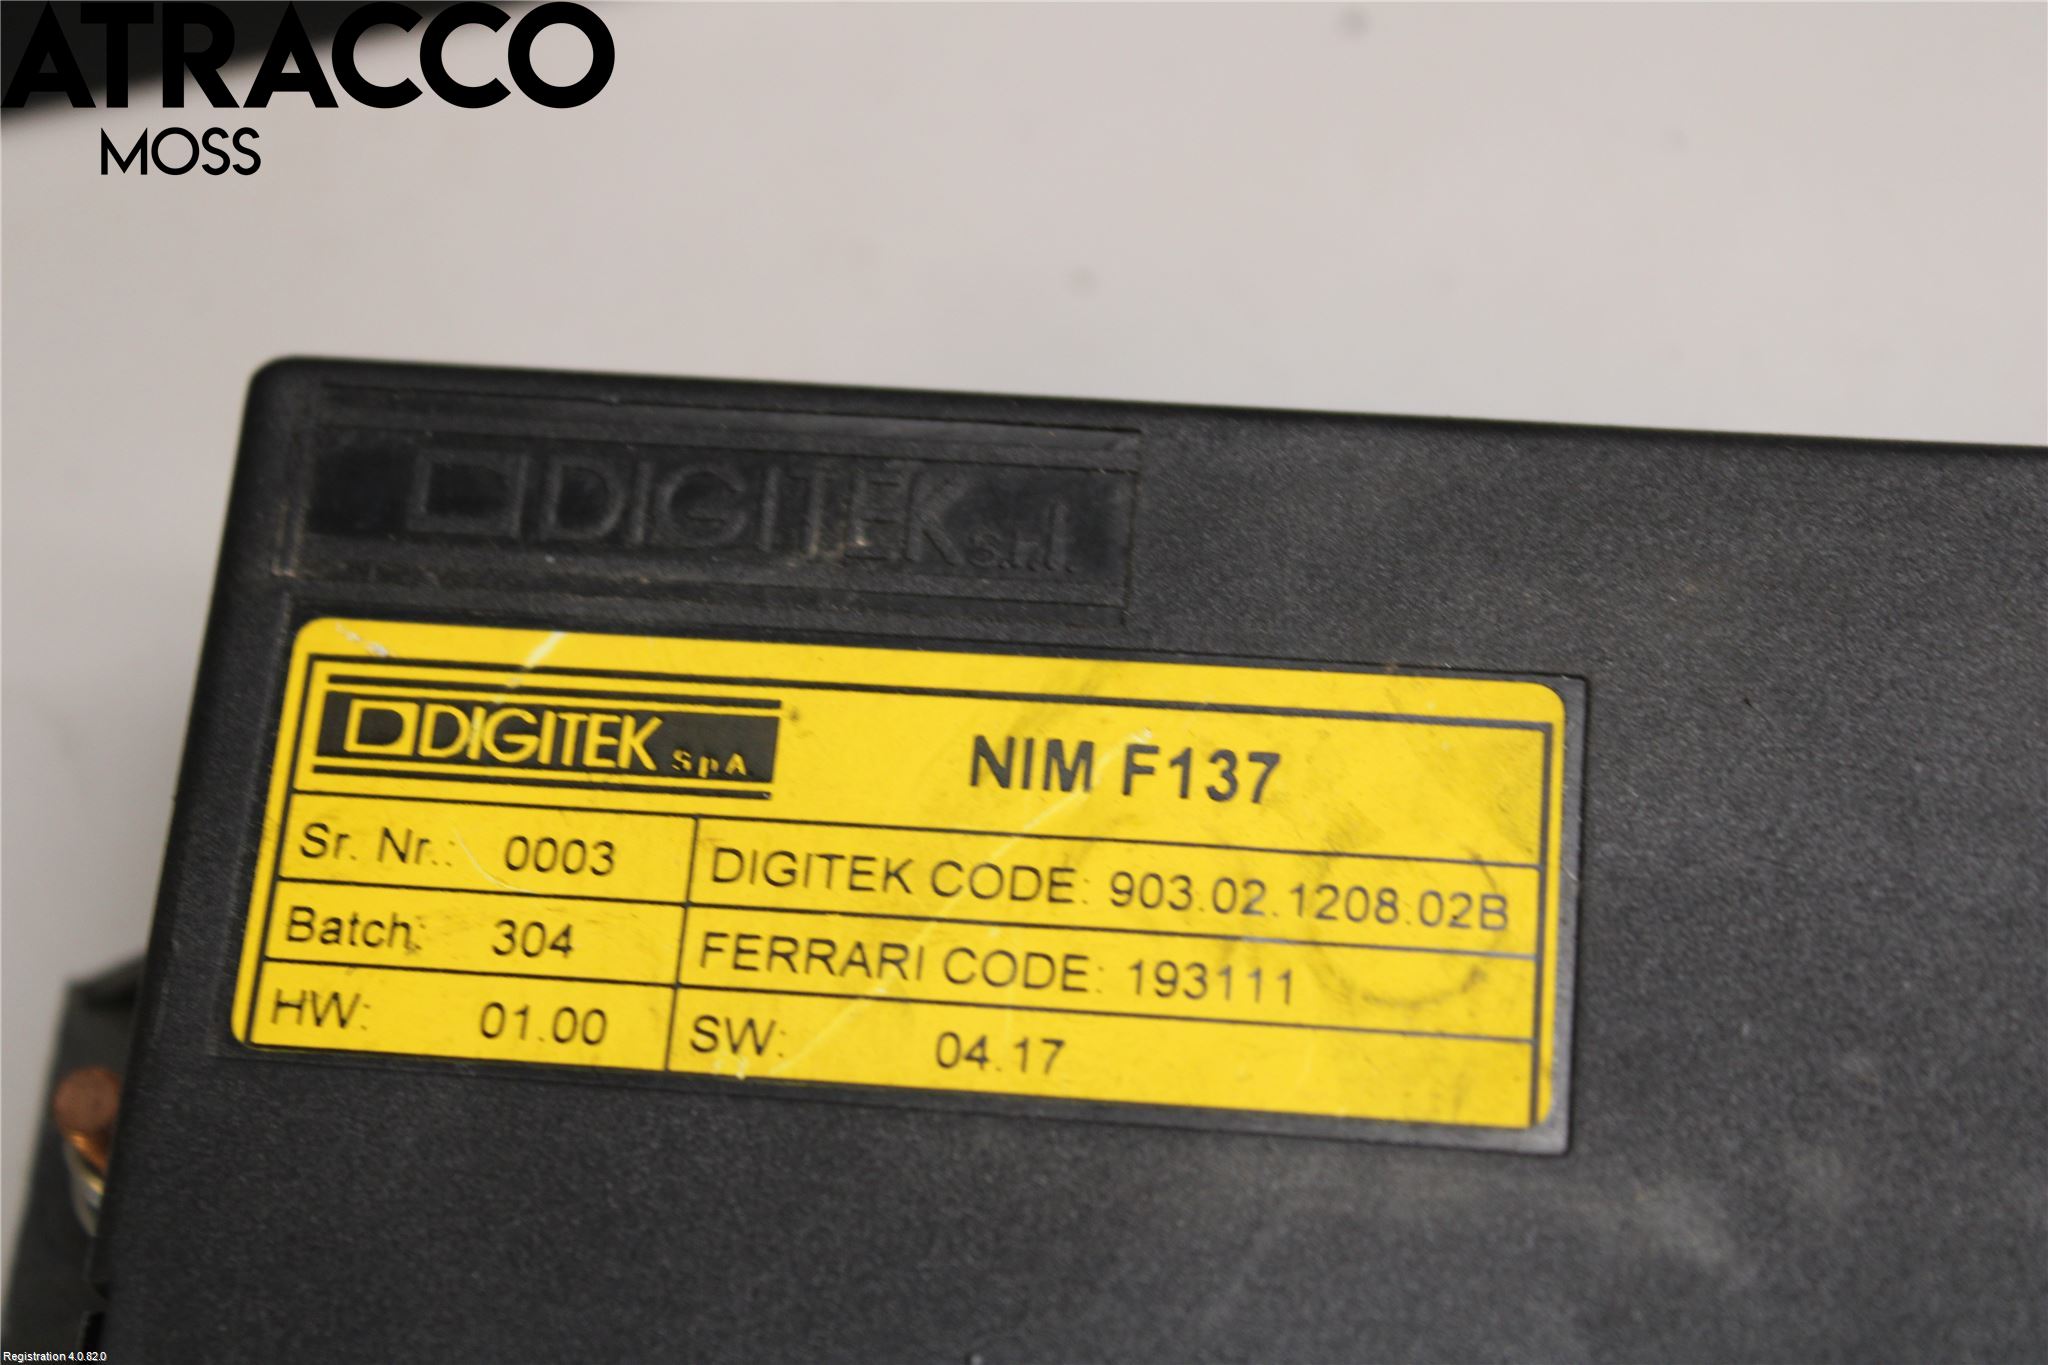 ATRACCO
MOSS
DIGITEK s.r.l.
DIGITEK SpA
NIM F137
Sr. Nr.: 0003
DIGITEK CODE: 903.02.1208.02B
Batch: 304
FERRARI CODE: 193111
HW: 01.00
SW: 04.17
Registration 4.0.82.0